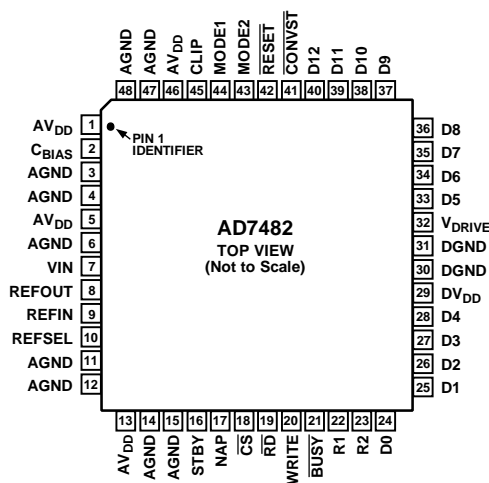 AGND AGND AVDD CLIP MODE1 MODE2 RESET CONVST D12 D11 D10 D9
48 47 46 45 44 43 42 41 40 39 38 37
AVDD 1
CBIAS 2
AGND 3
AGND 4
AVDD 5
AGND 6
VIN 7
REFOUT 8
REFIN 9
REFSEL 10
AGND 11
AGND 12
PIN 1
IDENTIFIER
AD7482
TOP VIEW
(Not to Scale)
36 D8
35 D7
34 D6
33 D5
32 VDRIVE
31 DGND
30 DGND
29 DVDD
28 D4
27 D3
26 D2
25 D1
13 14 15 16 17 18 19 20 21 22 23 24
AVDD AGND AGND STBY NAP CS RD WRITE BUSY R1 R2 D0